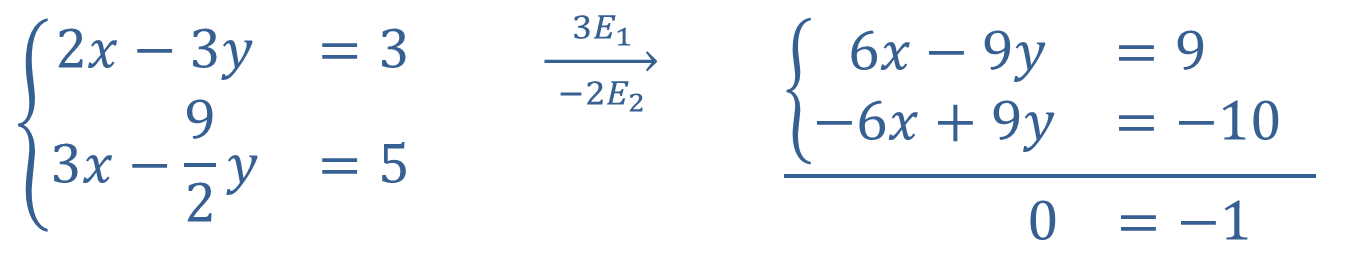 2x − 3y = 3
3x − 9/2 y = 5
3E₁
−2E₂
6x − 9y = 9
−6x + 9y = −10
0 = −1